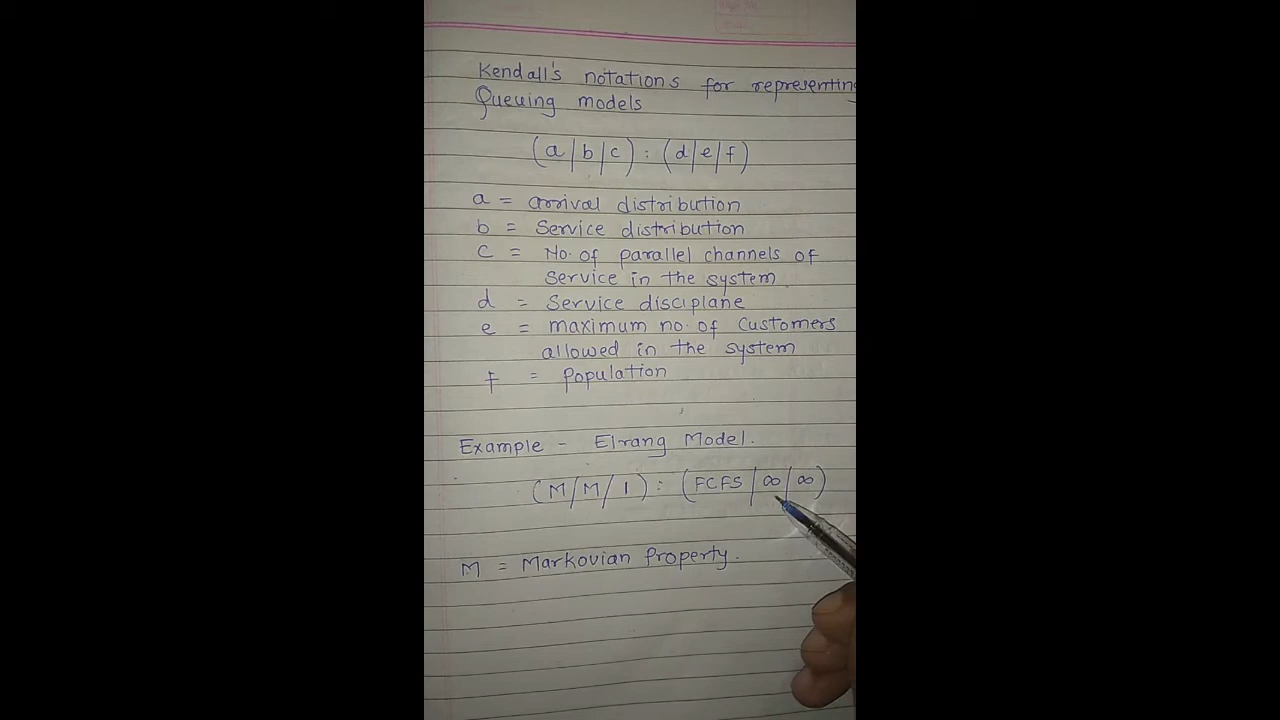 Kendall's notations for representing
Queuing models
(a/b/c) : (d/e/f)
a = arrival distribution
b = Service distribution
c = No. of parallel channels of
Service in the system.
d = Service disciplane
e = maximum no. of Customers
allowed in the system
f = population
Example - Elrang Model.
(M/M/1) : (FCFS/∞/∞)
M = Markovian Property.